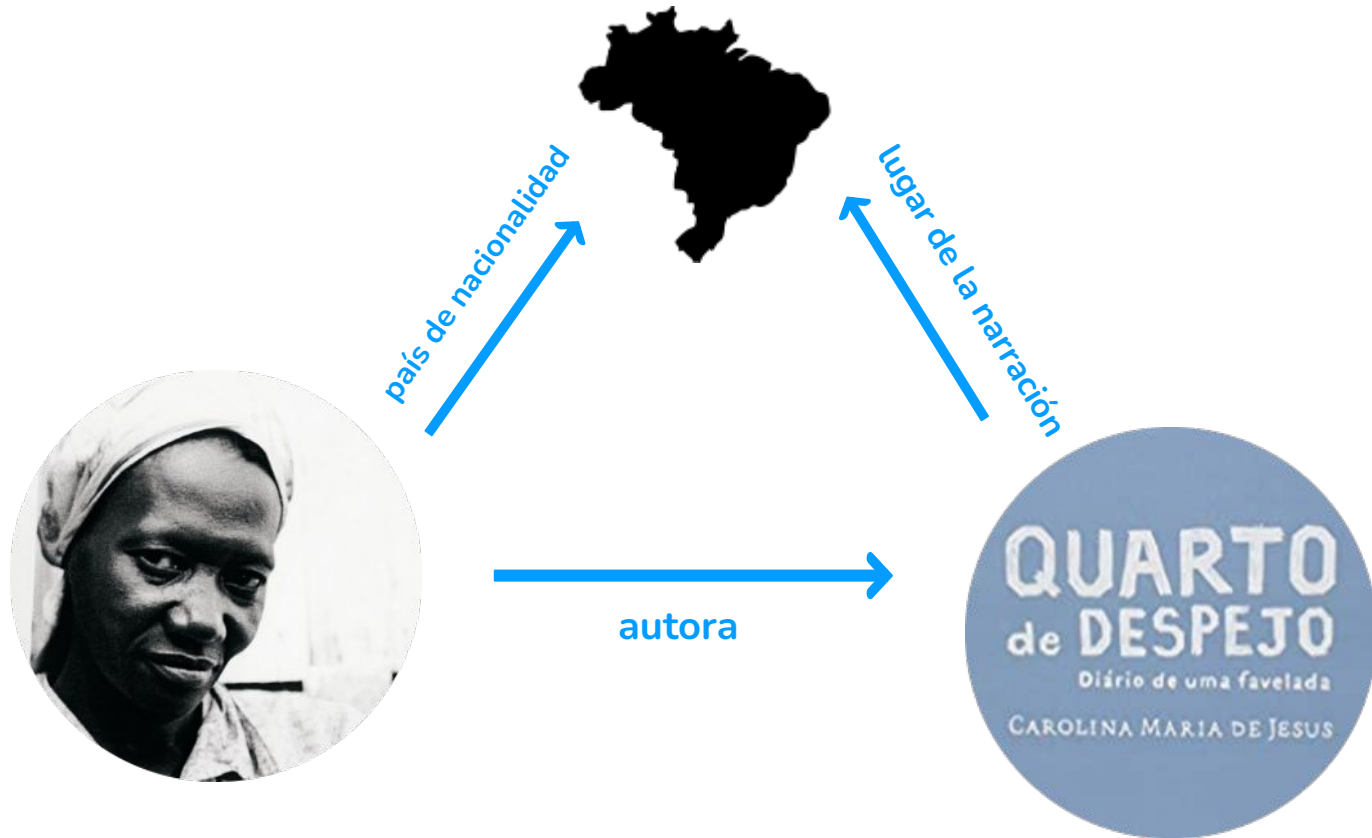 país de nacionalidad
lugar de la narración
autora
QUARTO
de DESPEJO
Diário de uma favelada
CAROLINA MARIA DE JESUS